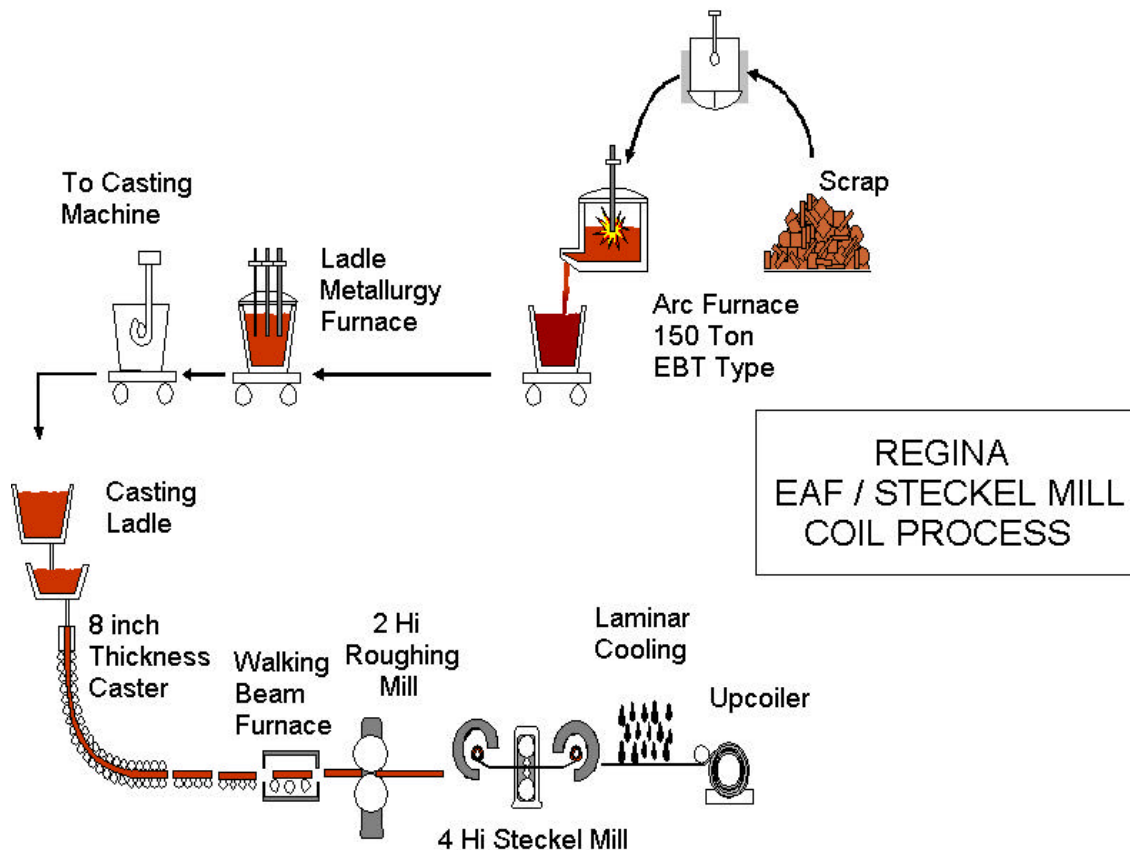 Scrap
To Casting
Machine
Ladle
Metallurgy
Furnace
Arc Furnace
150 Ton
EBT Type
REGINA
EAF / STECKEL MILL
COIL PROCESS
Casting
Ladle
8 inch
Thickness
Caster
Walking
Beam
Furnace
2 Hi
Roughing
Mill
4 Hi Steckel Mill
Laminar
Cooling
Upcoiler